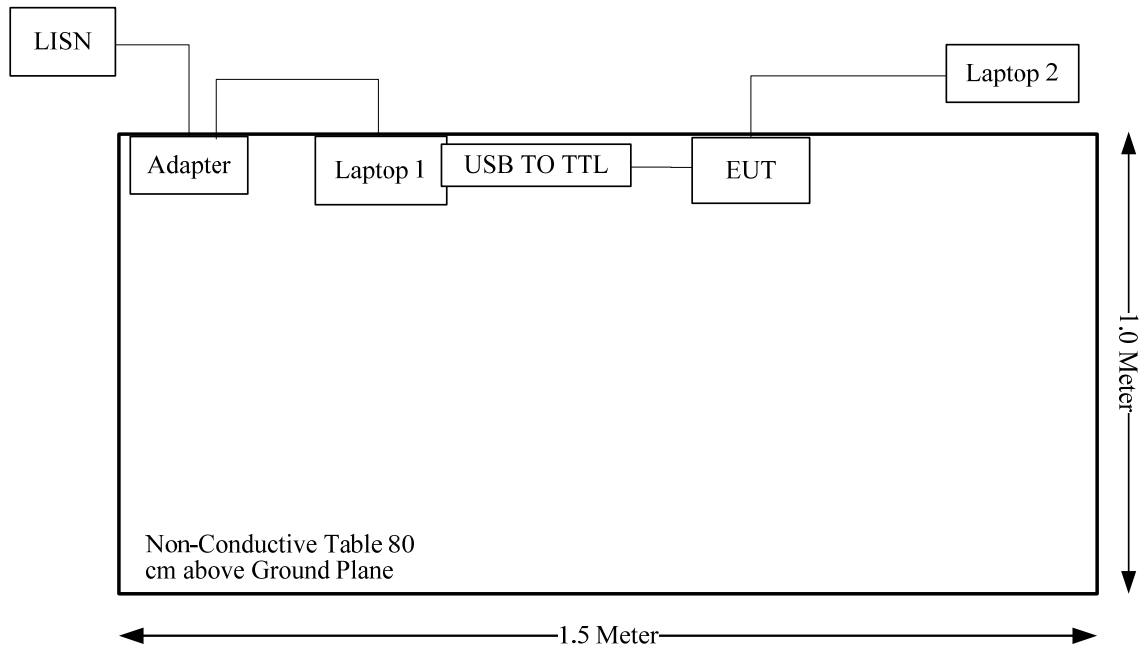 LISN
Laptop 2
Adapter
Laptop 1
USB TO TTL
EUT
1.0 Meter
Non-Conductive Table 80
cm above Ground Plane
1.5 Meter